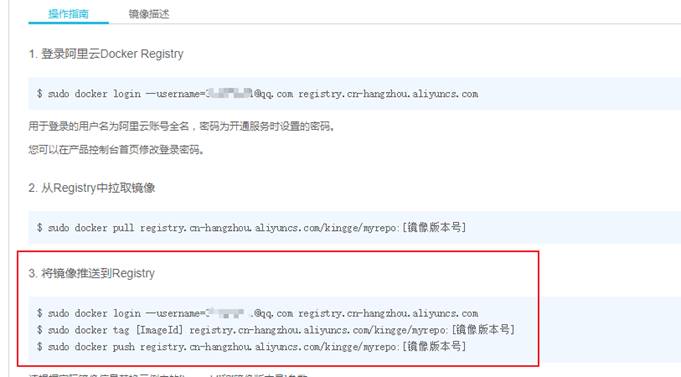 操作指南 镜像描述
1. 登录阿里云Docker Registry
$ sudo docker login --username= @qq.com registry.cn-hangzhou.aliyuncs.com
用于登录的用户名为阿里云账号全名，密码为开通服务时设置的密码。
您可以在产品控制台首页修改登录密码。
2. 从Registry中拉取镜像
$ sudo docker pull registry.cn-hangzhou.aliyuncs.com/kingge/myrepo:[镜像版本号]
3. 将镜像推送到Registry
$ sudo docker login --username= @qq.com registry.cn-hangzhou.aliyuncs.com
$ sudo docker tag [ImageId] registry.cn-hangzhou.aliyuncs.com/kingge/myrepo:[镜像版本号]
$ sudo docker push registry.cn-hangzhou.aliyuncs.com/kingge/myrepo:[镜像版本号]